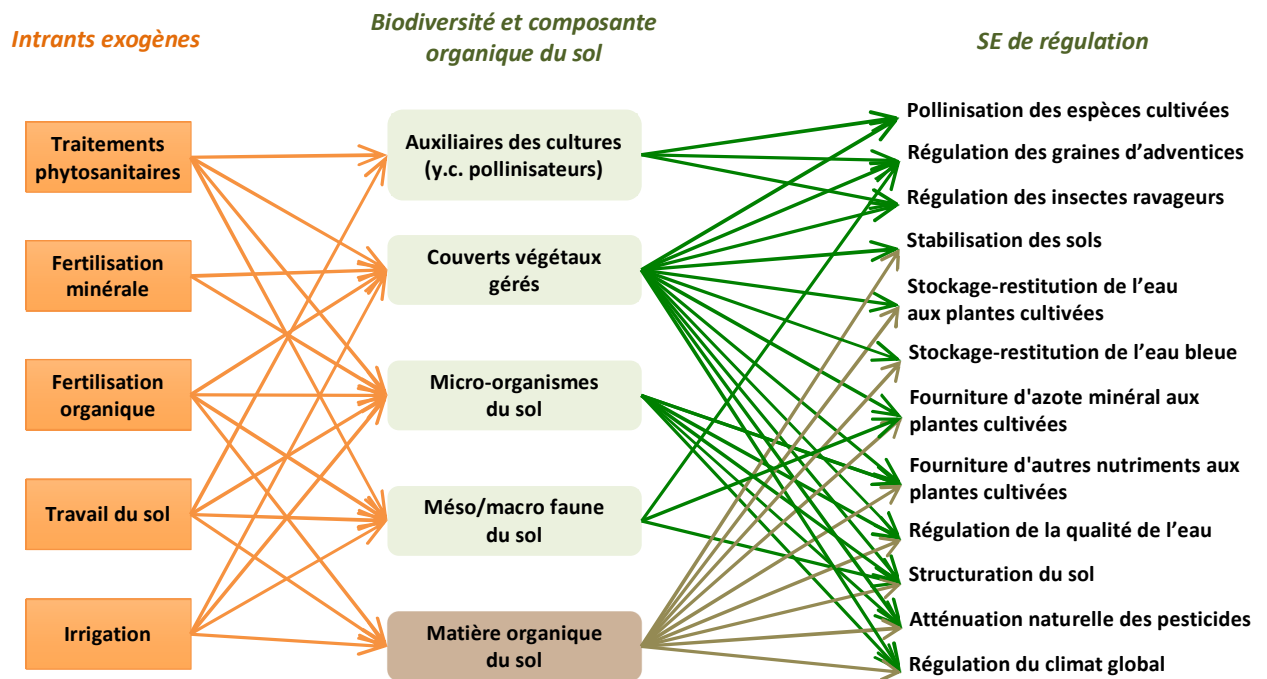 Intrants exogènes
Biodiversité et composante
organique du sol
SE de régulation
Traitements
phytosanitaires
Fertilisation
minérale
Fertilisation
organique
Travail du sol
Irrigation
Auxiliaires des cultures
(y.c. pollinisateurs)
Couverts végétaux
gérés
Micro-organismes
du sol
Méso/macro faune
du sol
Matière organique
du sol
Pollinisation des espèces cultivées
Régulation des graines d’adventices
Régulation des insectes ravageurs
Stabilisation des sols
Stockage-restitution de l’eau
aux plantes cultivées
Stockage-restitution de l’eau bleue
Fourniture d'azote minéral aux
plantes cultivées
Fourniture d'autres nutriments aux
plantes cultivées
Régulation de la qualité de l’eau
Structuration du sol
Atténuation naturelle des pesticides
Régulation du climat global